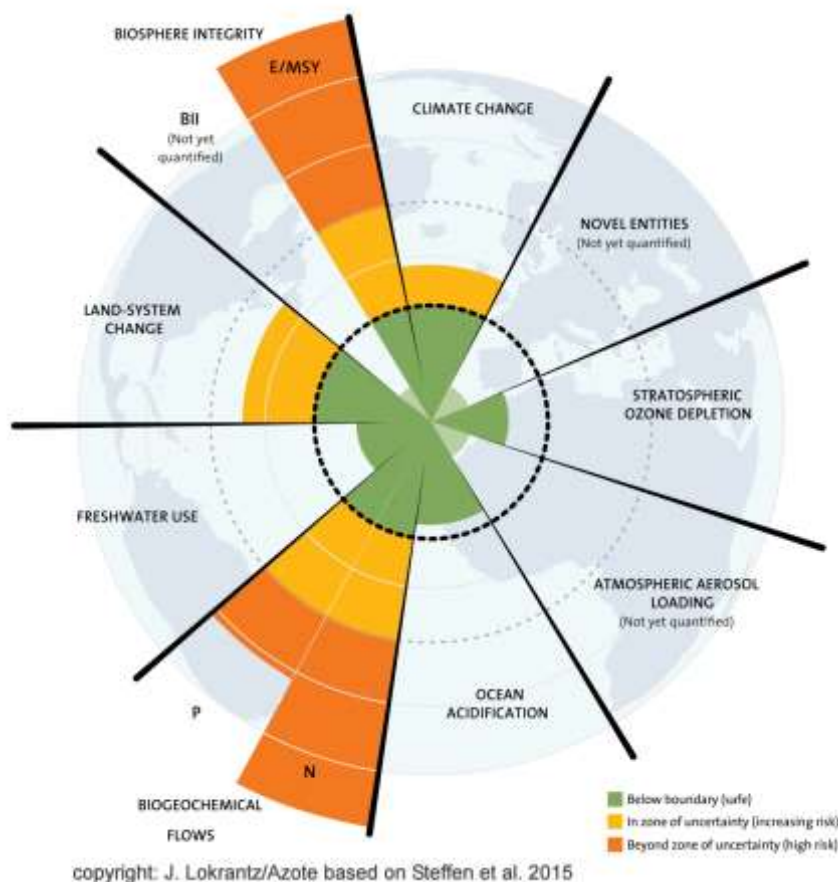 BIOSPHERE INTEGRITY
E/MSY
CLIMATE CHANGE
BII
(Not yet
quantified)
NOVEL ENTITIES
(Not yet quantified)
LAND-SYSTEM
CHANGE
STRATOSPHERIC
OZONE DEPLETION
FRESHWATER USE
ATMOSPHERIC AEROSOL
LOADING
(Not yet quantified)
OCEAN
ACIDIFICATION
P
N
BIOGEOCHEMICAL
FLOWS
Below boundary (safe)
In zone of uncertainty (increasing risk)
Beyond zone of uncertainty (high risk)
copyright: J. Lokrantz/Azote based on Steffen et al. 2015